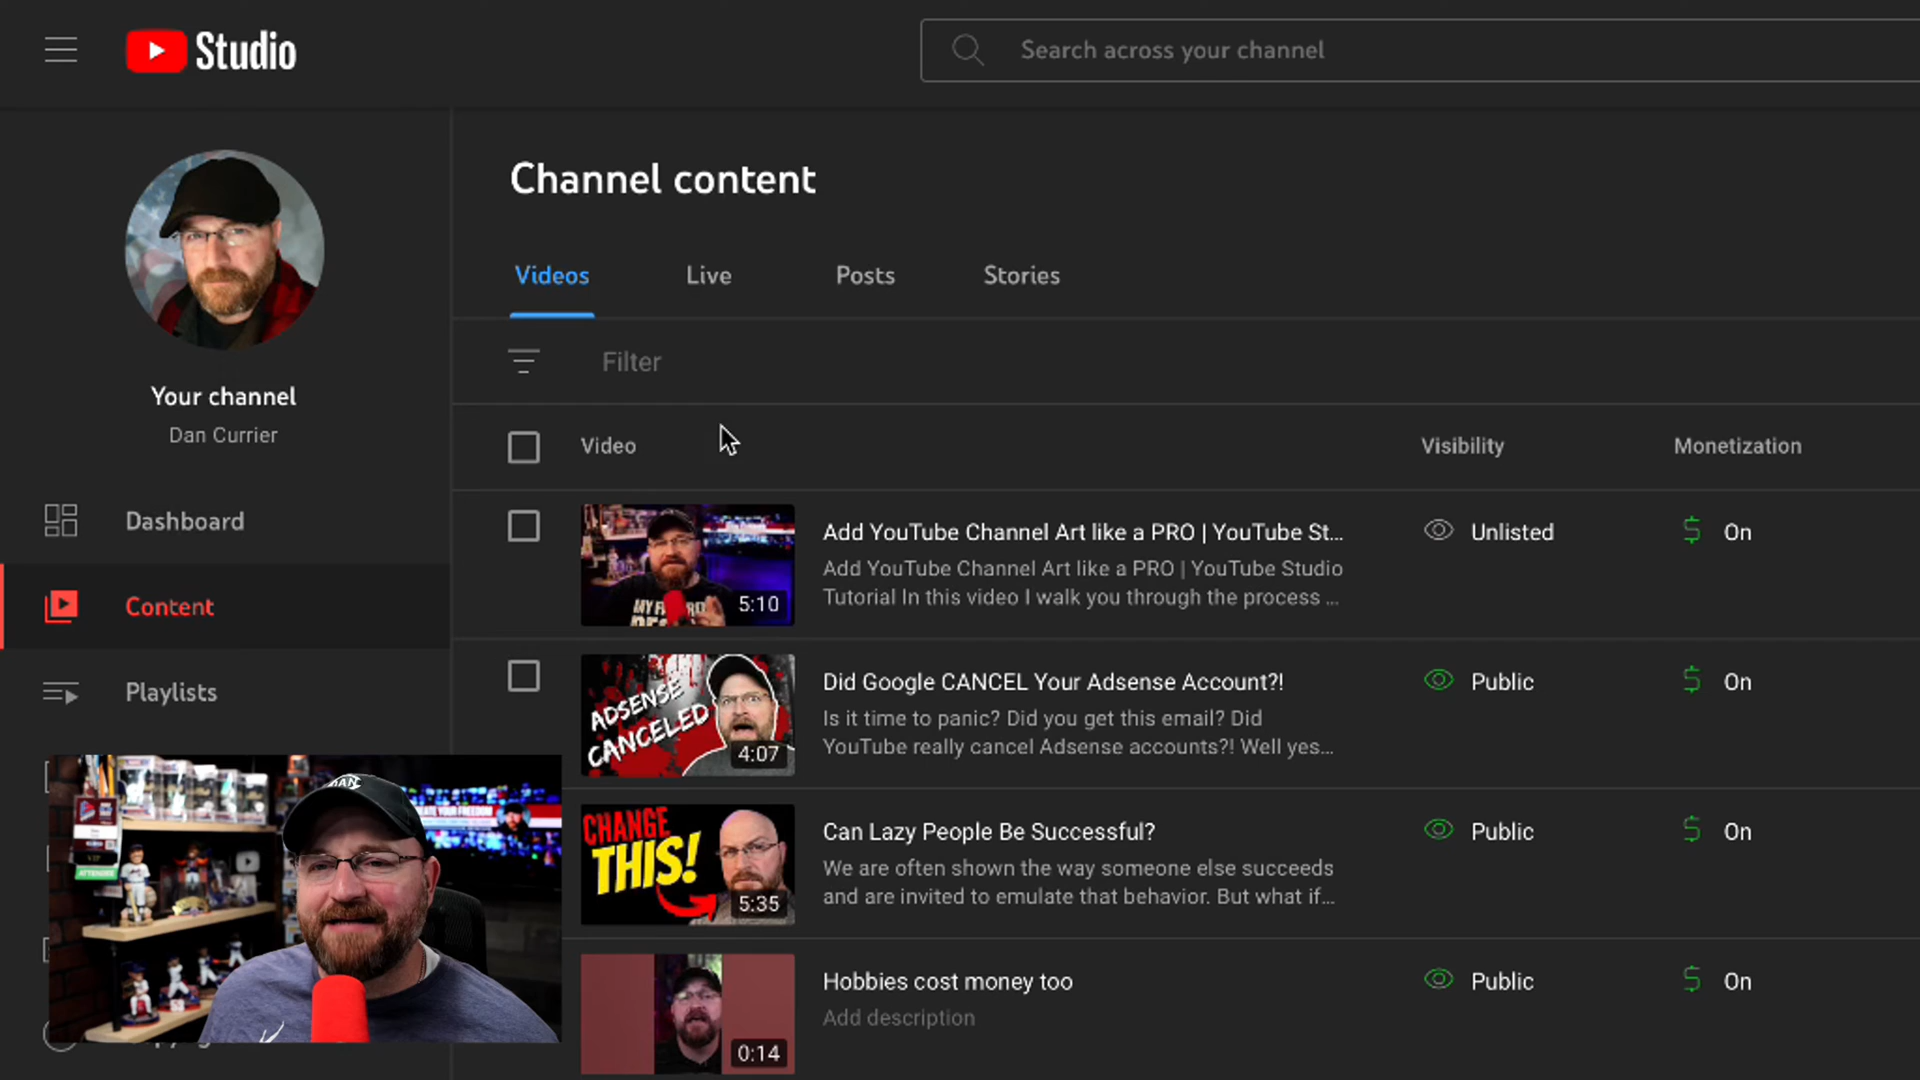 Studio
Search across your channel
Channel content
Videos
Live
Posts
Stories
Your channel
Dan Currier
Filter
Video
Visibility
Monetization
Dashboard
Content
Playlists
5:10
Add YouTube Channel Art like a PRO | YouTube St...
Add YouTube Channel Art like a PRO | YouTube Studio
Tutorial In this video I walk you through the process ...
Unlisted
On
ADSENSE
CANCELED
4:07
Did Google CANCEL Your Adsense Account?!
Is it time to panic? Did you get this email? Did
YouTube really cancel Adsense accounts?! Well yes...
Public
On
CHANGE
THIS!
5:35
Can Lazy People Be Successful?
We are often shown the way someone else succeeds
and are invited to emulate that behavior. But what if...
Public
On
0:14
Hobbies cost money too
Add description
Public
On
DAN
ATTENDEE